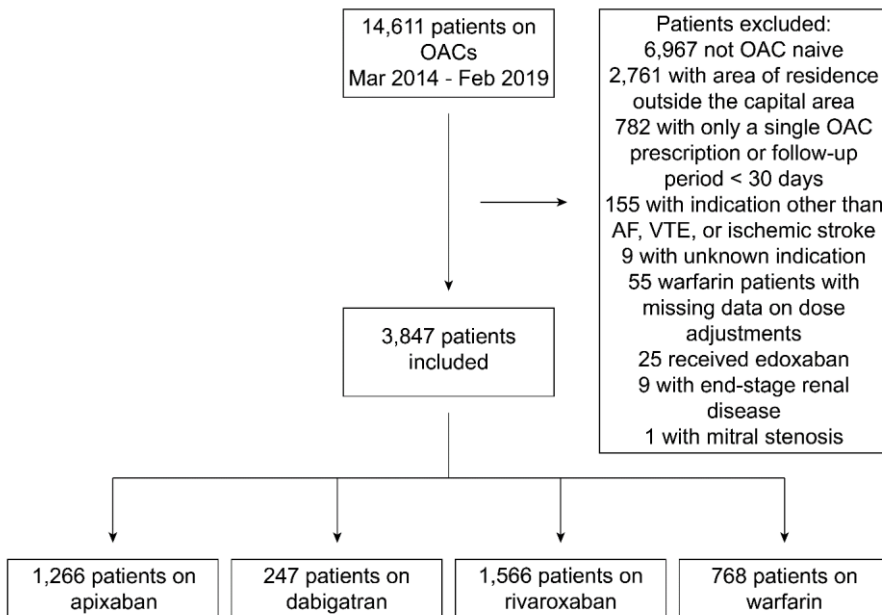 14,611 patients on
OACs
Mar 2014 - Feb 2019
Patients excluded:
6,967 not OAC naive
2,761 with area of residence
outside the capital area
782 with only a single OAC
prescription or follow-up
period < 30 days
155 with indication other than
AF, VTE, or ischemic stroke
9 with unknown indication
55 warfarin patients with
missing data on dose
adjustments
25 received edoxaban
9 with end-stage renal
disease
1 with mitral stenosis
3,847 patients
included
1,266 patients on
apixaban
247 patients on
dabigatran
1,566 patients on
rivaroxaban
768 patients on
warfarin